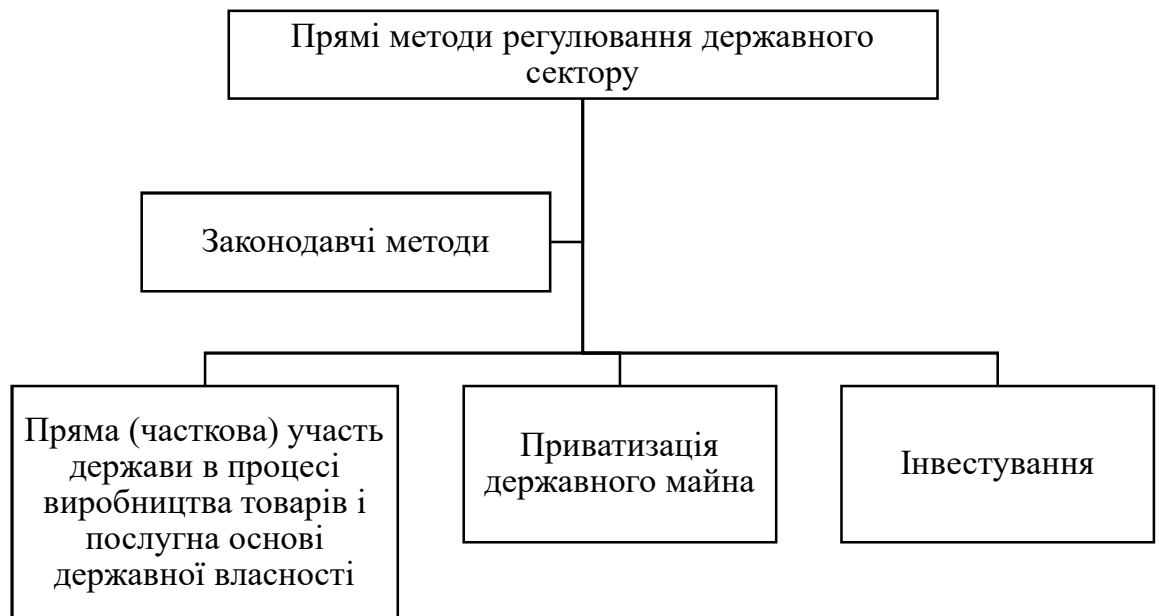 Прямі методи регулювання державного
сектору
Законодавчі методи
Пряма (часткова) участь
держави в процесі
виробництва товарів і
послугна основі
державної власності
Приватизація
державного майна
Інвестування